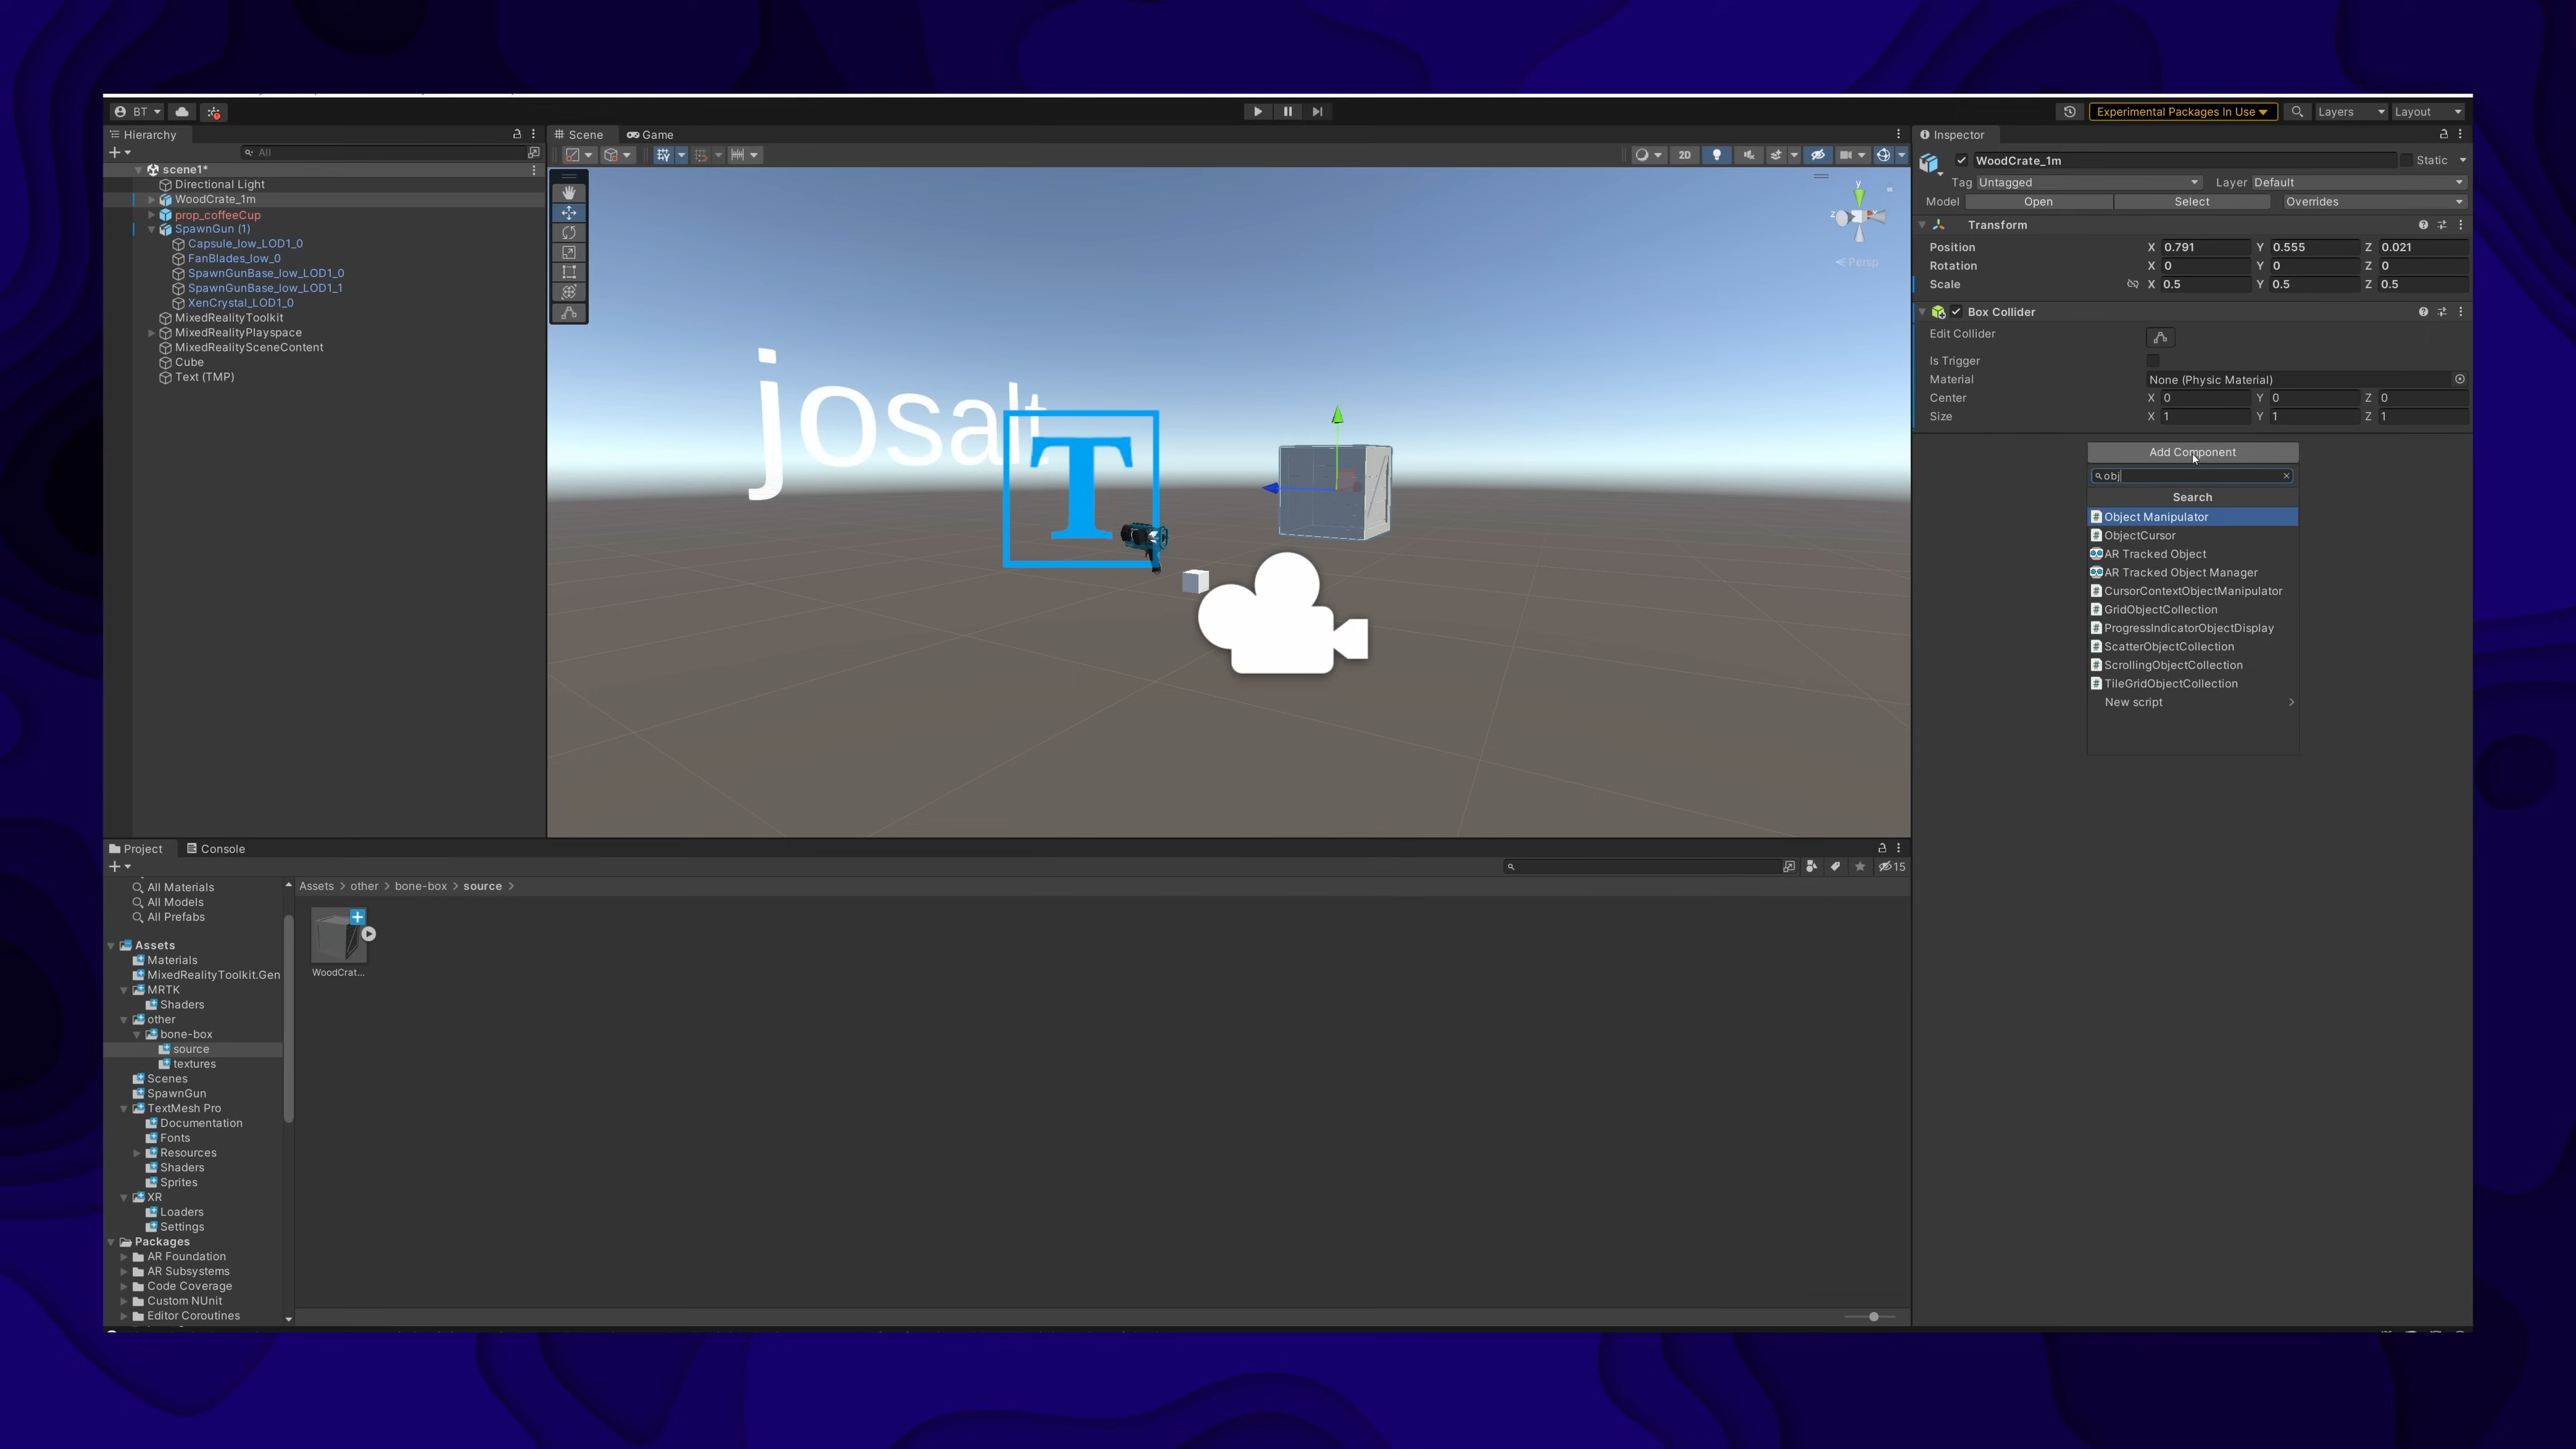 BT
Experimental Packages In Use
Layers
Layout
Hierarchy
Scene
Game
Inspector
All
2D
WoodCrate_1m
Static
scene1*
Directional Light
WoodCrate_1m
prop_coffeeCup
SpawnGun (1)
Capsule_low_LOD1_0
FanBlades_low_0
SpawnGunBase_low_LOD1_0
SpawnGunBase_low_LOD1_1
XenCrystal_LOD1_0
MixedRealityToolkit
MixedRealityPlayspace
MixedRealitySceneContent
Cube
Text (TMP)
y
z
Persp
josalt
T
Tag Untagged Layer Default
Model Open Select Overrides
Transform
Position X 0.791 Y 0.555 Z 0.021
Rotation X 0 Y 0 Z 0
Scale X 0.5 Y 0.5 Z 0.5
Box Collider
Edit Collider
Is Trigger
Material None (Physic Material)
Center X 0 Y 0 Z 0
Size X 1 Y 1 Z 1
Add Component
obj
Search
Object Manipulator
ObjectCursor
AR Tracked Object
AR Tracked Object Manager
CursorContextObjectManipulator
GridObjectCollection
ProgressIndicatorObjectDisplay
ScatterObjectCollection
ScrollingObjectCollection
TileGridObjectCollection
New script
Project
Console
15
All Materials
All Models
All Prefabs
Assets
Materials
MixedRealityToolkit.Gen
MRTK
Shaders
other
bone-box
source
textures
Scenes
SpawnGun
TextMesh Pro
Documentation
Fonts
Resources
Shaders
Sprites
XR
Loaders
Settings
Packages
AR Foundation
AR Subsystems
Code Coverage
Custom NUnit
Editor Coroutines
Assets > other > bone-box > source >
WoodCrat...